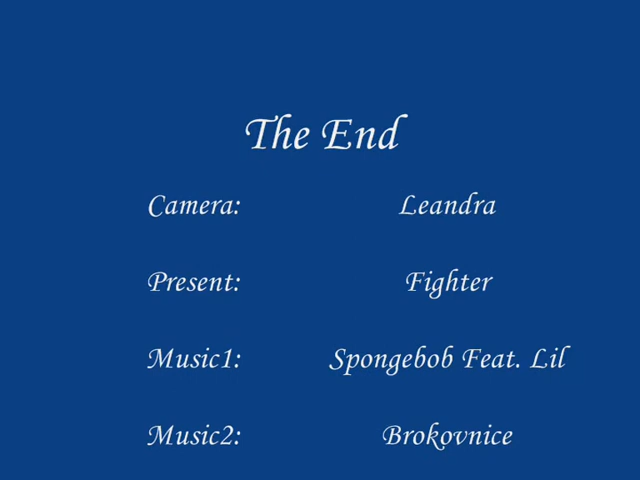 The End
Camera: Leandra
Present: Fighter
Music1: Spongebob Feat. Lil
Music2: Brokovnice